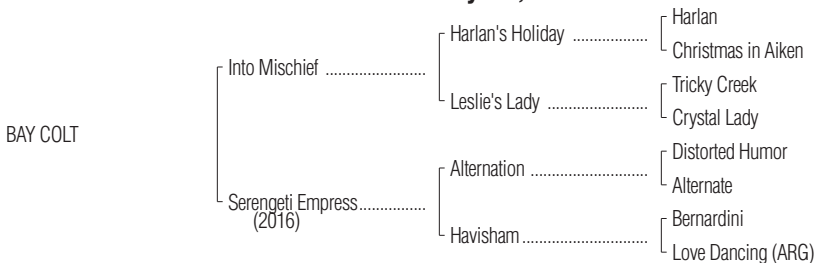 Harlan
Harlan's Holiday ..................
Christmas in Aiken
Into Mischief ........................
Tricky Creek
Leslie's Lady ........................
Crystal Lady
BAY COLT
Distorted Humor
Alternation ............................
Alternate
Serengeti Empress................
(2016)
Bernardini
Havisham ..............................
Love Dancing (ARG)